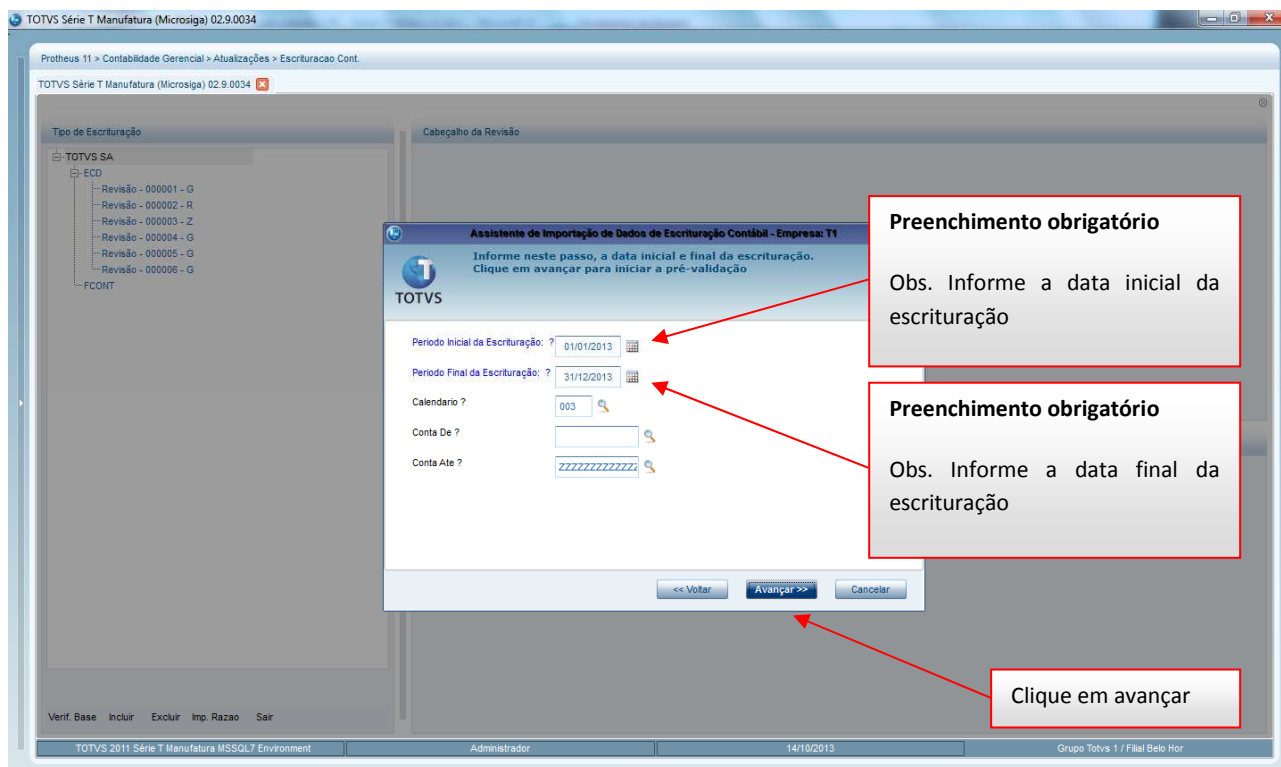 TOTVS Série T Manufatura (Microsiga) 02.9.0034
Protheus 11 > Contabilidade Gerencial > Atualizações > Escrituracao Cont.
TOTVS Série T Manufatura (Microsiga) 02.9.0034
Tipo de Escrituração
Cabeçalho da Revisão
TOTVS SA
ECD
Revisão - 000001 - G
Revisão - 000002 - R
Revisão - 000003 - Z
Revisão - 000004 - G
Revisão - 000005 - G
Revisão - 000006 - G
FCONT
Assistente de Importação de Dados de Escrituração Contábil - Empresa: T1
Informe neste passo, a data inicial e final da escrituração.
Clique em avançar para iniciar a pré-validação
TOTVS
Periodo Inicial da Escrituração: ? 01/01/2013
Periodo Final da Escrituração: ? 31/12/2013
Calendario ? 003
Conta De ?
Conta Ate ? ZZZZZZZZZZZZZ
<< Voltar Avançar >> Cancelar
Preenchimento obrigatório
Obs. Informe a data inicial da
escrituração
Preenchimento obrigatório
Obs. Informe a data final da
escrituração
Clique em avançar
Verif. Base Incluir Excluir Imp. Razao Sair
TOTVS 2011 Série T Manufatura MSSQL7 Environment Administrador 14/10/2013 Grupo Totvs 1 / Filial Belo Hor